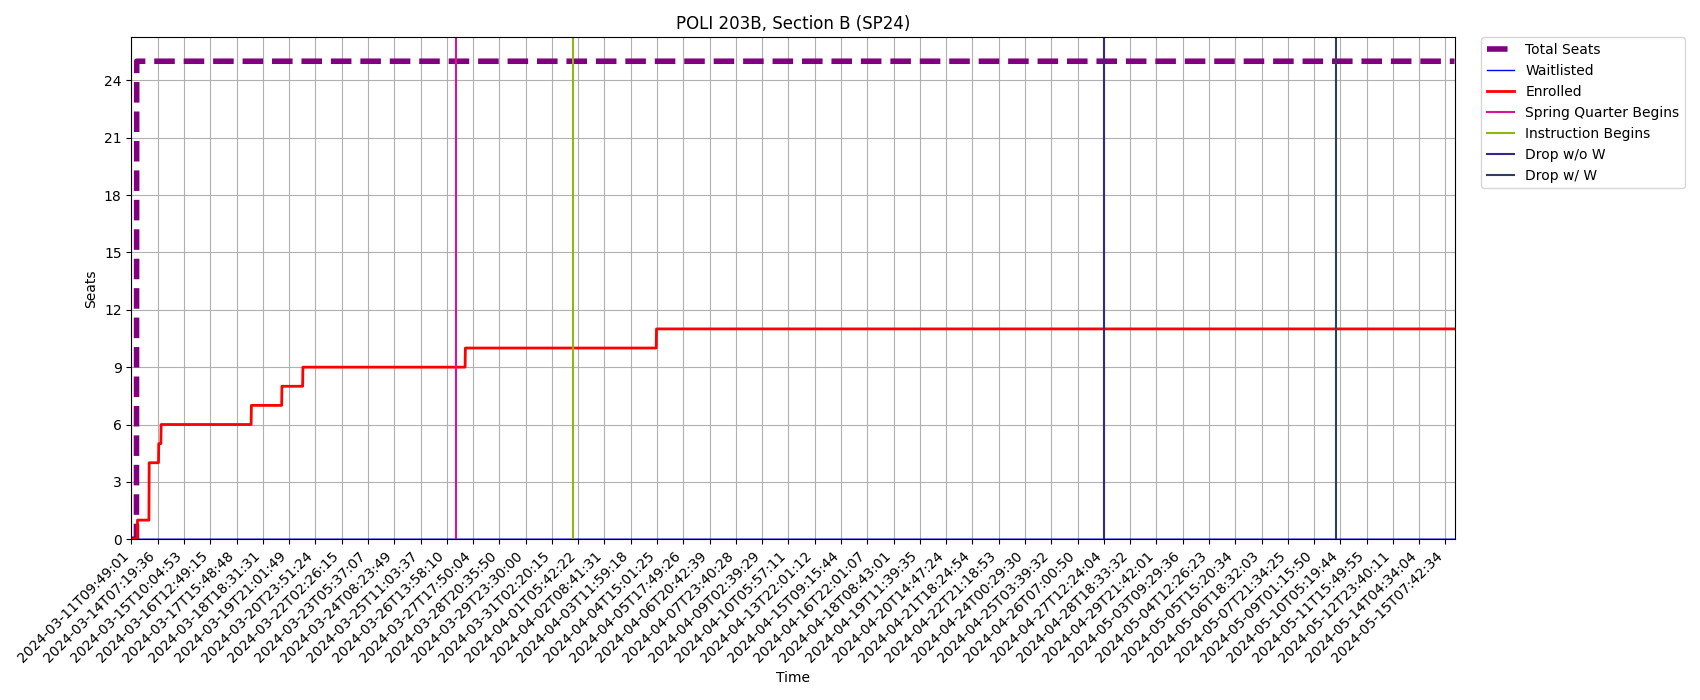 POLI 203B, Section B (SP24)
Total Seats
Waitlisted
Enrolled
Spring Quarter Begins
Instruction Begins
Drop w/o W
Drop w/ W
Seats
24
21
18
15
12
9
6
3
0
2024-03-11T09:49:01
2024-03-14T07:19:36
2024-03-15T10:04:53
2024-03-16T12:49:15
2024-03-17T15:48:48
2024-03-18T18:31:31
2024-03-19T21:01:49
2024-03-20T23:51:24
2024-03-22T02:26:15
2024-03-23T05:37:07
2024-03-24T08:23:49
2024-03-25T11:03:37
2024-03-26T13:58:10
2024-03-27T17:50:04
2024-03-28T20:35:50
2024-03-29T23:30:00
2024-03-31T02:20:15
2024-04-01T05:42:22
2024-04-02T08:41:31
2024-04-03T11:59:18
2024-04-04T15:01:25
2024-04-05T17:49:26
2024-04-06T20:42:39
2024-04-07T23:40:28
2024-04-09T02:39:29
2024-04-10T05:57:11
2024-04-13T22:01:12
2024-04-15T09:15:44
2024-04-16T22:01:07
2024-04-18T08:43:01
2024-04-19T11:39:35
2024-04-20T14:47:24
2024-04-21T18:24:54
2024-04-22T21:18:53
2024-04-24T00:29:30
2024-04-25T03:39:32
2024-04-26T07:00:50
2024-04-27T12:24:04
2024-04-28T18:33:32
2024-04-29T21:42:01
2024-05-03T09:29:36
2024-05-04T12:26:23
2024-05-05T15:20:34
2024-05-06T18:32:03
2024-05-07T21:34:25
2024-05-09T01:15:50
2024-05-10T05:19:44
2024-05-11T15:49:55
2024-05-12T23:40:11
2024-05-14T04:34:04
2024-05-15T07:42:34
Time